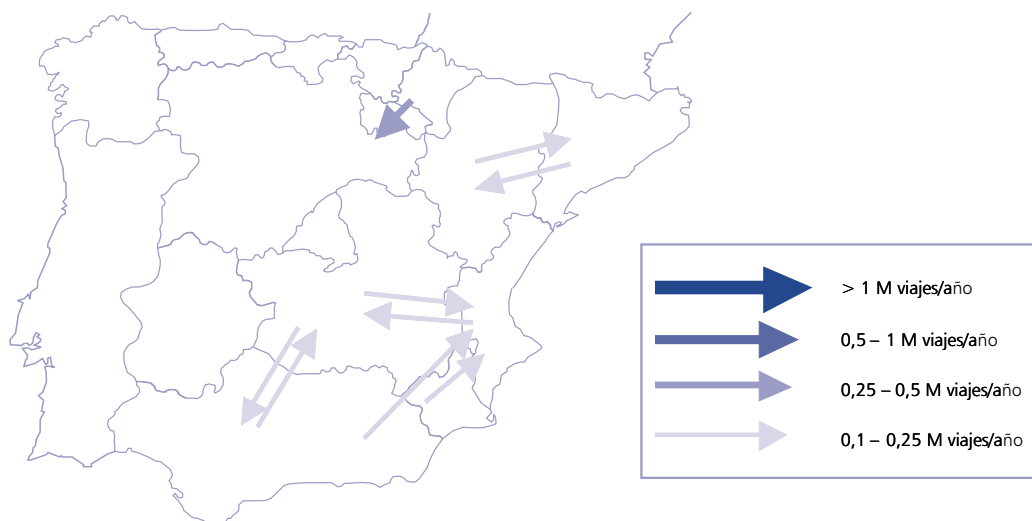 > 1 M viajes/año
0,5 – 1 M viajes/año
0,25 – 0,5 M viajes/año
0,1 – 0,25 M viajes/año